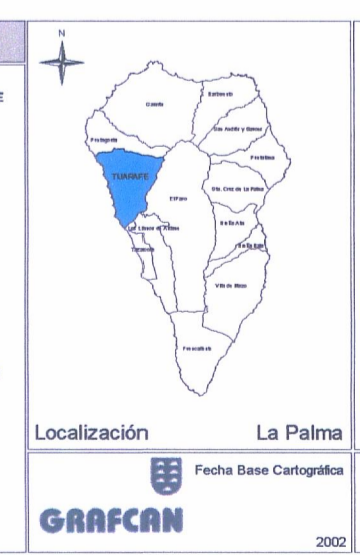 N
E
Garafía
Barlovento
San Andrés y Sauces
Puntagorda
Puntallana
TIJARAFE
Sta. Cruz de La Palma
El Paso
Los Llanos de Aridane
Breña Alta
Breña Baja
Tazacorte
Villa de Mazo
Fuencaliente
Localización La Palma
Fecha Base Cartográfica
GRAFCAN
2002